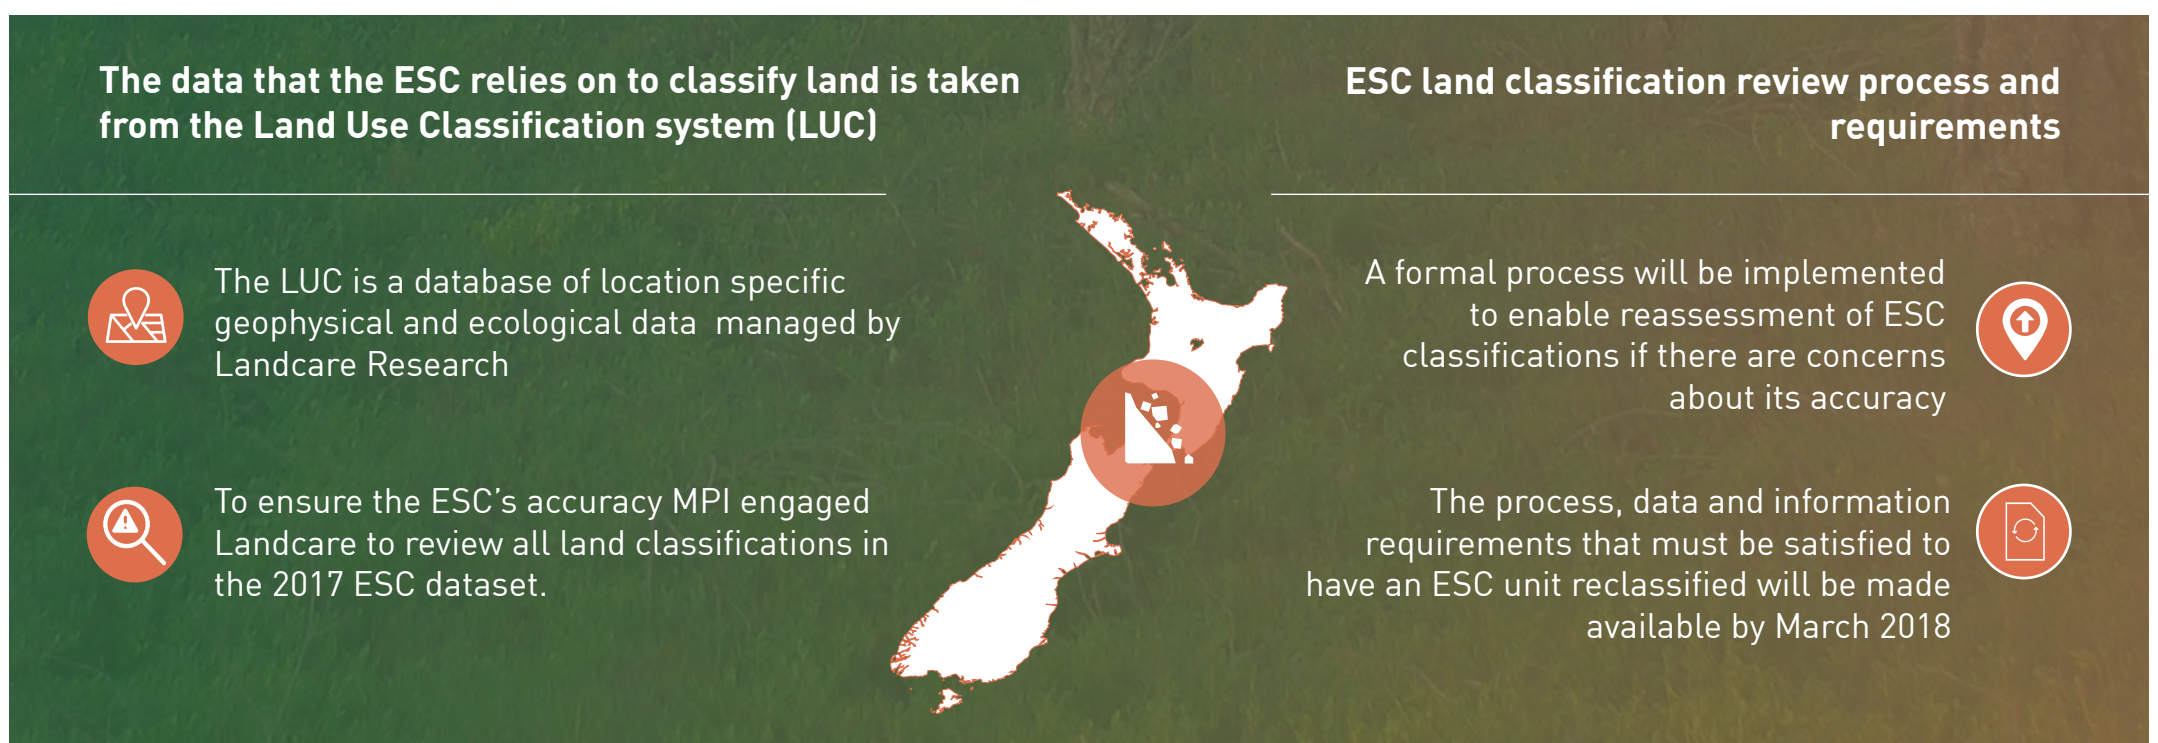 The data that the ESC relies on to classify land is taken
from the Land Use Classification system (LUC)
The LUC is a database of location specific
geophysical and ecological data  managed by
Landcare Research
To ensure the ESC’s accuracy MPI engaged
Landcare to review all land classifications in
the 2017 ESC dataset.
ESC land classification review process and
requirements
A formal process will be implemented
to enable reassessment of ESC
classifications if there are concerns
about its accuracy
The process, data and information
requirements that must be satisfied to
have an ESC unit reclassified will be made
available by March 2018